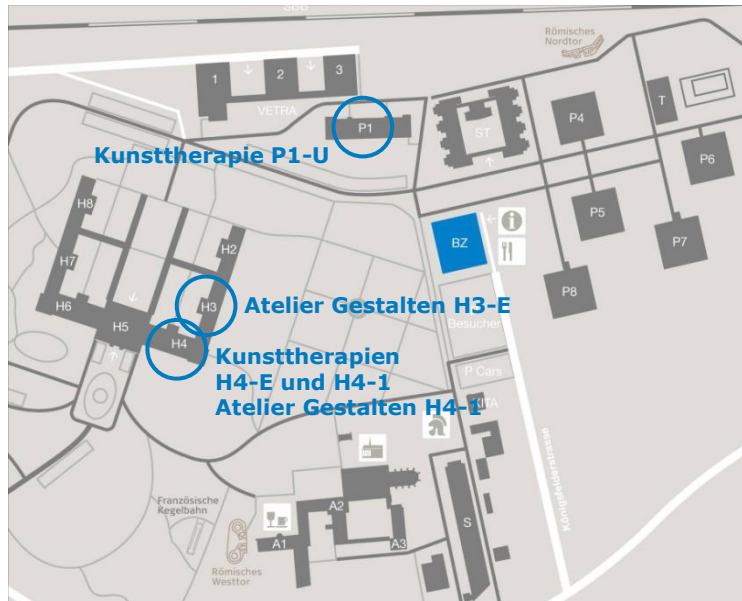 SBB
Römisches
Nordtor
1
2
3
VETRA
P1
ST
P4
T
P6
Kunsttherapie P1-U
H8
H2
P5
BZ
P7
H7
P8
H3
Atelier Gestalten H3-E
H6
H5
H4
Besucher
Kunsttherapien
H4-E und H4-1
Atelier Gestalten H4-1
P Cars
KITA
Königsfelderstrasse
Französische
Kegelbahn
A2
S
A1
A3
Römisches
Westtor